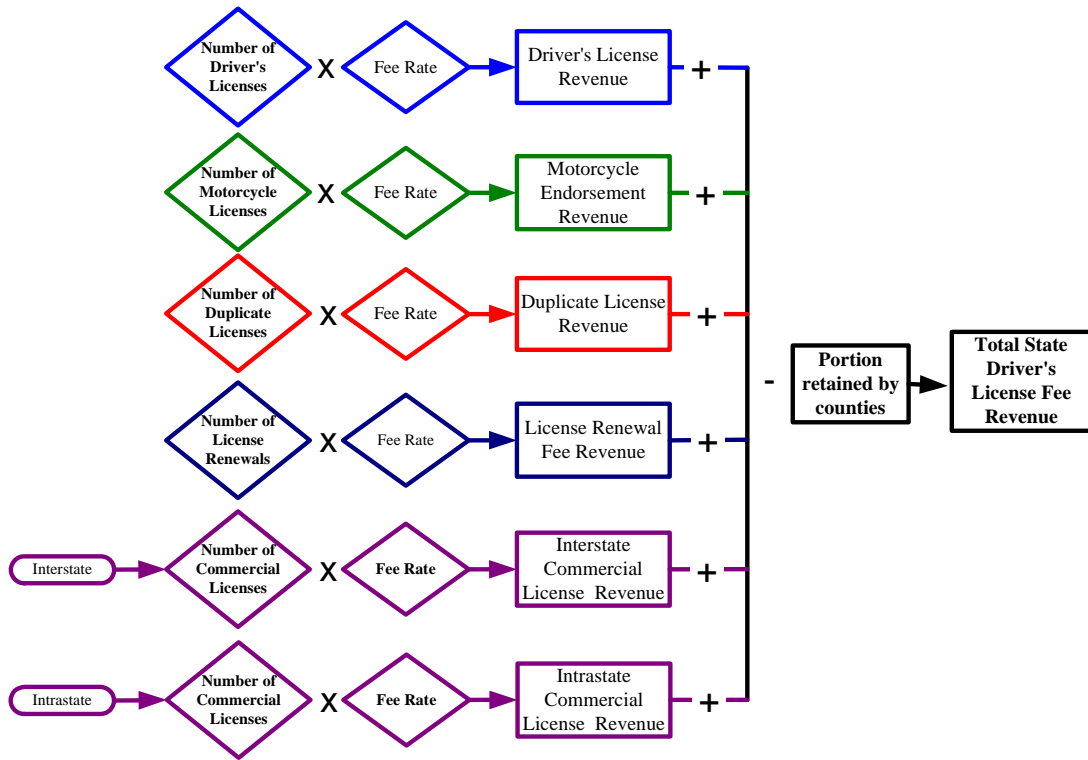 Number of
Driver's
Licenses
X
Fee Rate
Driver's License
Revenue
+
Number of
Motorcycle
Licenses
X
Fee Rate
Motorcycle
Endorsement
Revenue
+
Number of
Duplicate
Licenses
X
Fee Rate
Duplicate License
Revenue
+
Number of
License
Renewals
X
Fee Rate
License Renewal
Fee Revenue
+
Interstate
Number of
Commercial
Licenses
X
Fee Rate
Interstate
Commercial
License Revenue
+
Intrastate
Number of
Commercial
Licenses
X
Fee Rate
Intrastate
Commercial
License Revenue
+
-
Portion
retained by
counties
Total State
Driver's
License Fee
Revenue